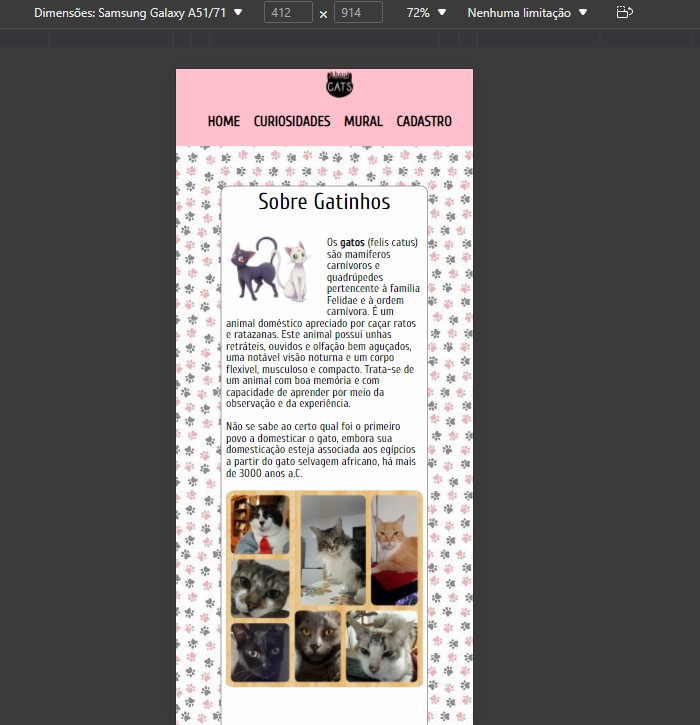 Dimensões: Samsung Galaxy A51/71 ▼ 412 × 914 72% ▼ Nenhuma limitação ▼
About
CATS
HOME CURIOSIDADES MURAL CADASTRO
Sobre Gatinhos
Os gatos (felis catus)
são mamíferos
carnívoros e
quadrúpedes
pertencente à família
Felidae e à ordem
carnívora. É um
animal doméstico apreciado por caçar ratos
e ratazanas. Este animal possui unhas
retráteis, ouvidos e olfação bem aguçados,
uma notável visão noturna e um corpo
flexível, musculoso e compacto. Trata-se de
um animal com boa memória e com
capacidade de aprender por meio da
observação e da experiência.
Não se sabe ao certo qual foi o primeiro
povo a domesticar o gato, embora sua
domesticação esteja associada aos egípcios
a partir do gato selvagem africano, há mais
de 3000 anos a.C.